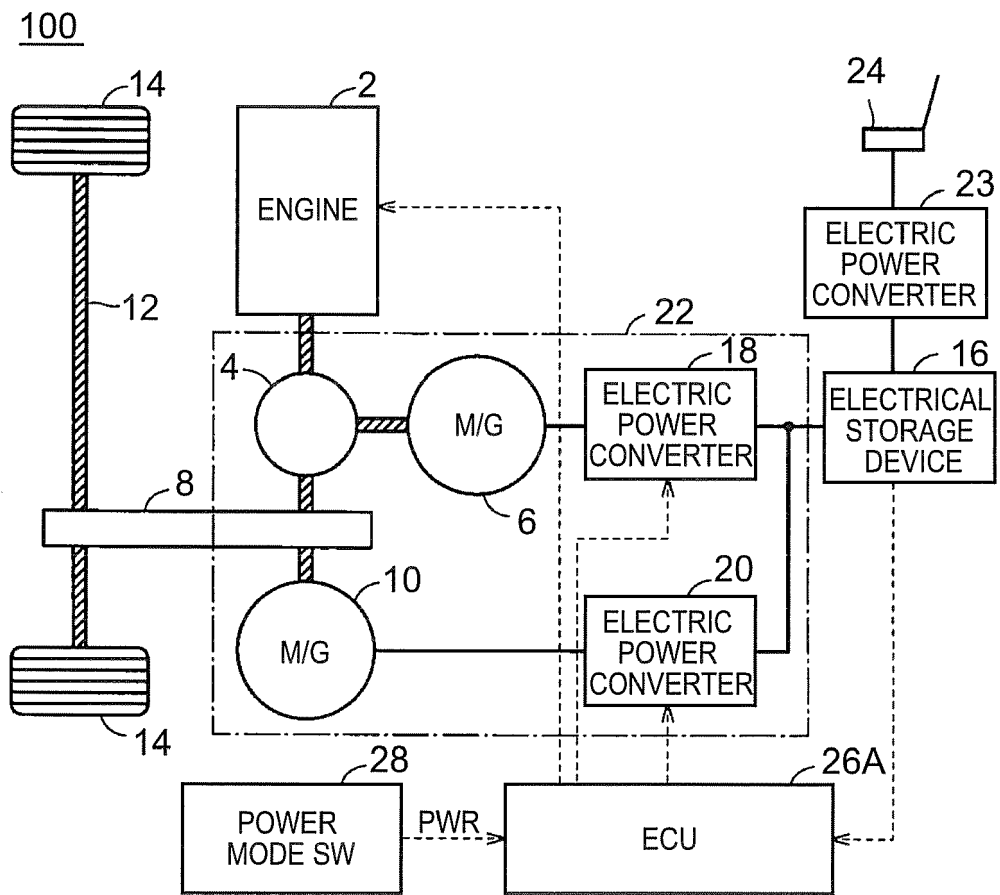 100
14
2
24
ENGINE
23
ELECTRIC
POWER
CONVERTER
12
22
4
18
16
M/G
ELECTRIC
POWER
CONVERTER
ELECTRICAL
STORAGE
DEVICE
8
6
10
20
M/G
ELECTRIC
POWER
CONVERTER
14
28
26A
POWER
MODE SW
PWR
ECU